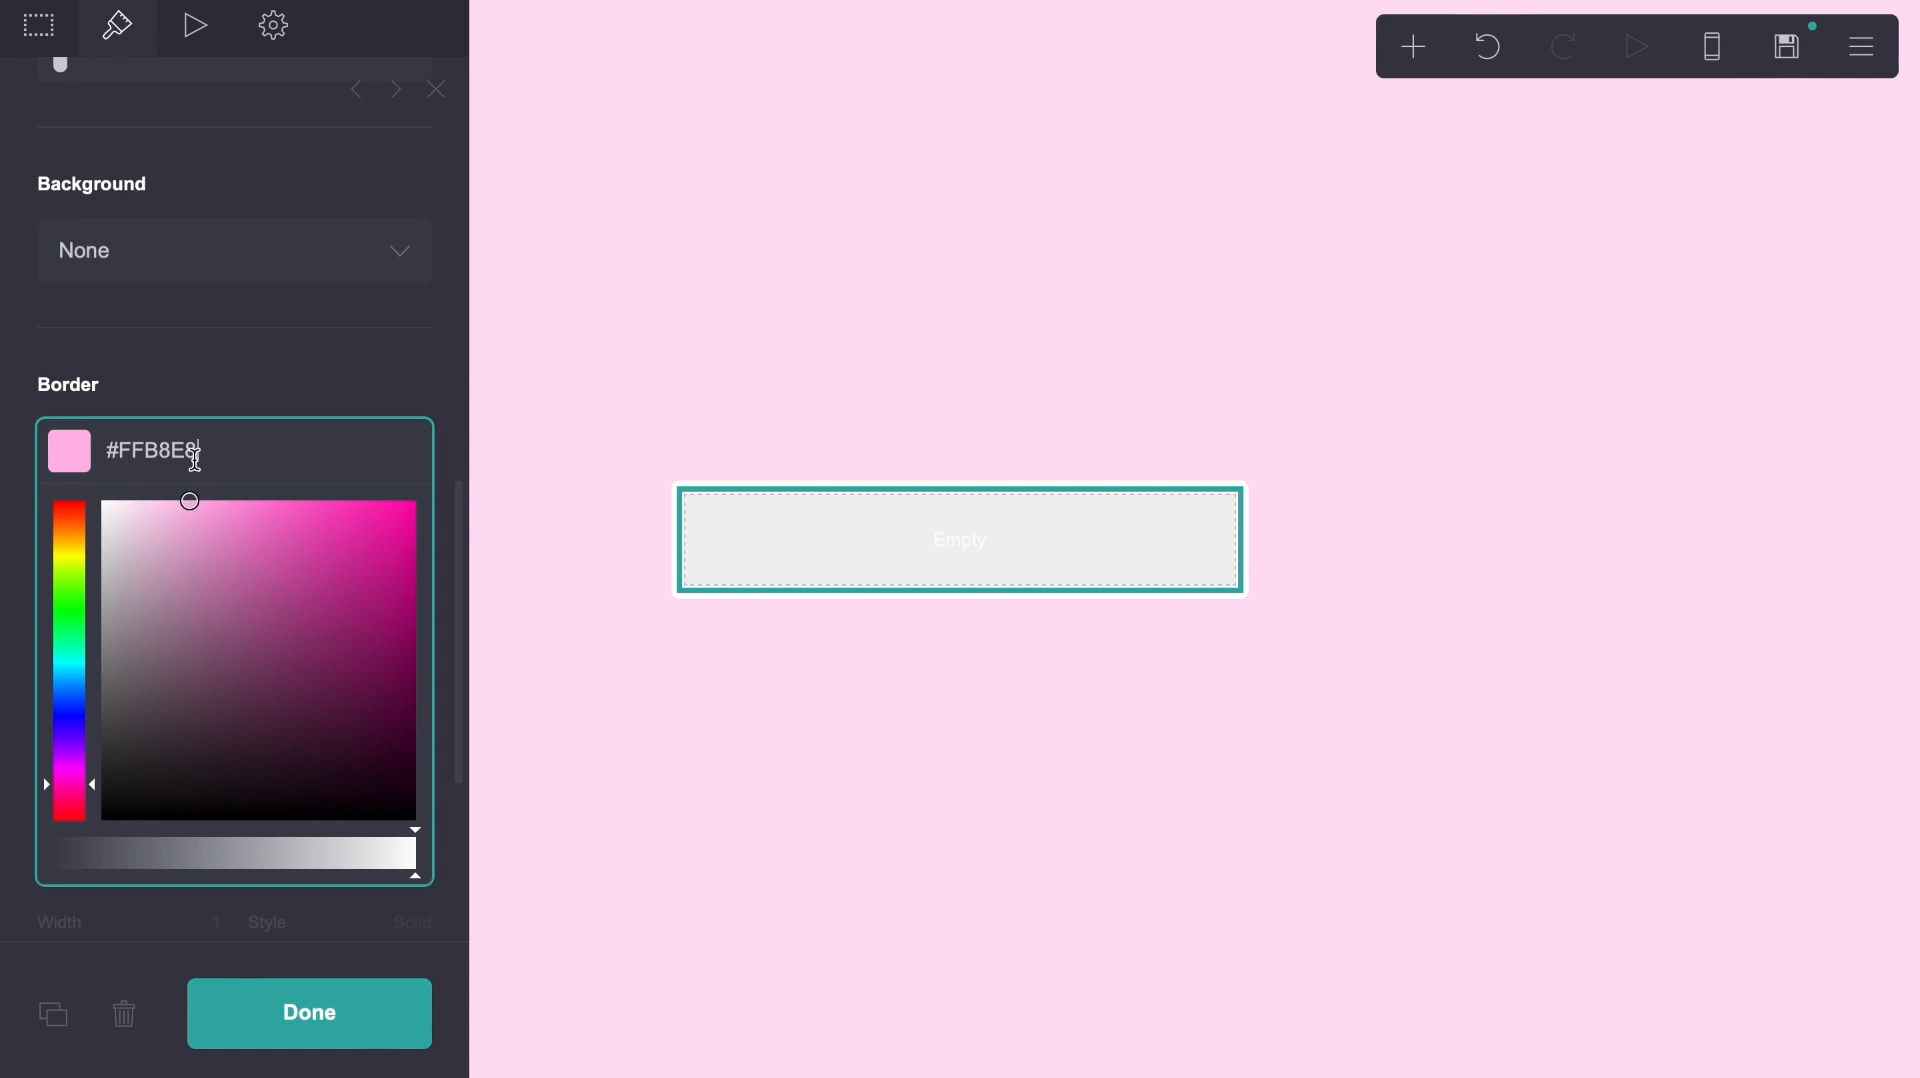 Background
None
Border
#FFB8E8
Empty
Width 1 Style Solid
Done